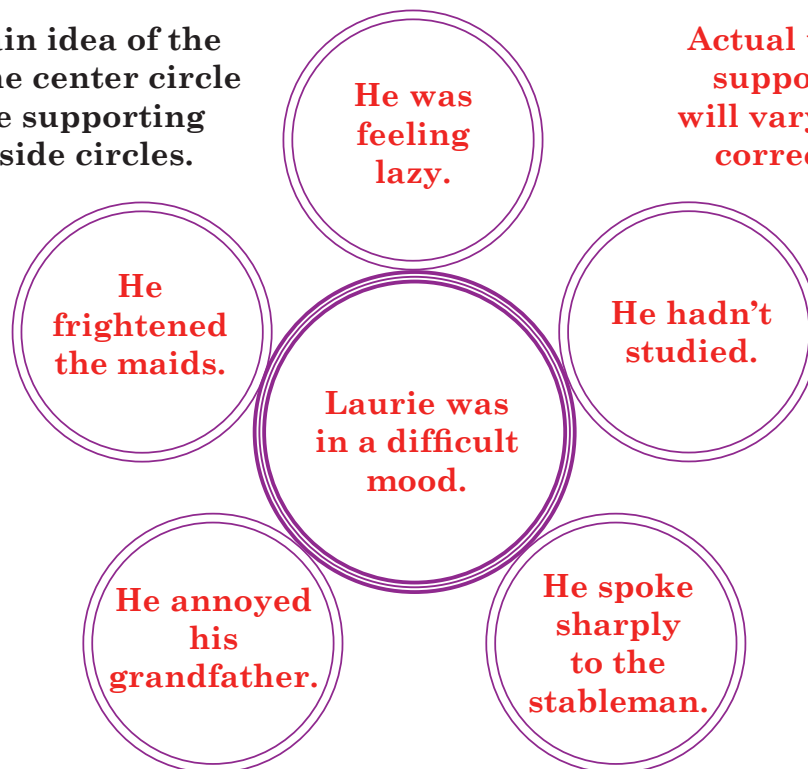 ain idea of the
center circle
e supporting
side circles.
Actual
suppo
will vary
correc
He was
feeling
lazy.
He
frightened
the maids.
He hadn't
studied.
Laurie was
in a difficult
mood.
He annoyed
his
grandfather.
He spoke
sharply
to the
stableman.